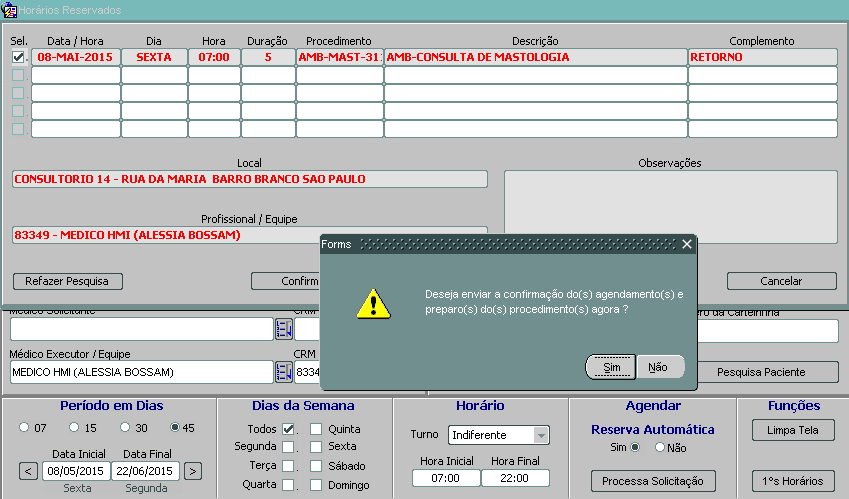 Horários Reservados
Sel. Data / Hora Dia Hora Duração Procedimento Descrição Complemento
08-MAI-2015 SEXTA 07:00 5 AMB-MAST-31 AMB-CONSULTA DE MASTOLOGIA RETORNO
Local
CONSULTORIO 14 - RUA DA MARIA BARRO BRANCO SAO PAULO
Observações
Profissional / Equipe
83349 - MEDICO HMI (ALESSIA BOSSAM)
Refazer Pesquisa
Confirm
Cancelar
Forms
Deseja enviar a confirmação do(s) agendamento(s) e
preparo(s) do(s) procedimento(s) agora ?
Sim Não
Médico Solicitante CRM
ro da Carteirinha
Médico Executor / Equipe CRM
MEDICO HMI (ALESSIA BOSSAM) 8334
Pesquisa Paciente
Período em Dias
07 15 30 45
Data Inicial Data Final
< 08/05/2015 22/06/2015 >
Sexta Segunda
Dias da Semana
Todos Quinta
Segunda Sexta
Terça Sábado
Quarta Domingo
Horário
Turno Indiferente
Hora Inicial Hora Final
07:00 22:00
Agendar
Reserva Automática
Sim Não
Processa Solicitação
Funções
Limpa Tela
1ºs Horários